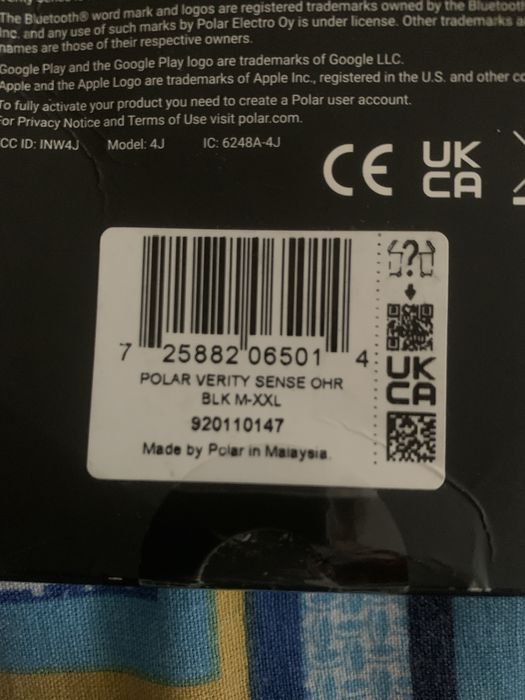 The Bluetooth® word mark and logos are registered trademarks owned by the Bluetooth
Inc. and any use of such marks by Polar Electro Oy is under license. Other trademarks
names are those of their respective owners.
Google Play and the Google Play logo are trademarks of Google LLC.
Apple and the Apple Logo are trademarks of Apple Inc., registered in the U.S. and other
To fully activate your product you need to create a Polar user account.
For Privacy Notice and Terms of Use visit polar.com.
CC ID: INW4J Model: 4J IC: 6248A-4J
CE UK
CA
?
7 25882 06501 4
POLAR VERITY SENSE OHR
BLK M-XXL
920110147
Made by Polar in Malaysia.
UK
CA